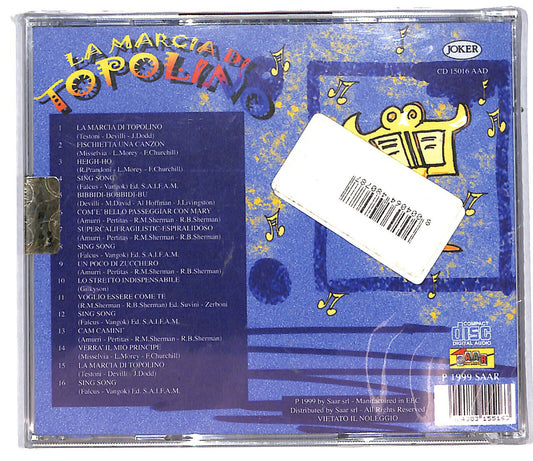 LA MARCIA DI
TOPOLINO
JOKER
CD 15016 AAD
1 LA MARCIA DI TOPOLINO
(Testoni - Devilli - J.Dodd)
2 FISCHIETTA UNA CANZON
(Misselvia - L.Morey - F.Churchill)
3 HEIGH-HO
(R.Prandoni - L.Morey - F.Churchill)
4 SING SONG
(Falcus - Vangok) Ed. S.A.I.F.A.M.
BIBBIDI-BOBBIDI-BU
(Devilli - M.David - Al Hoffman - J.Livingston)
COM'E' BELLO PASSEGGIAR CON MARY
(Amurri - Pertitas - R.M.Sherman - R.B.Sherman)
SUPERCALIFRAGILISTIC-ESPIRALIDOSO
(Amurri - Pertitas - R.M.Sherman - R.B.Sherman)
SING SONG
(Falcus - Vangok) Ed. S.A.I.F.A.M.
9 UN POCO DI ZUCCHERO
(Amurri - Pertitas - R.M.Sherman - R.B.Sherman)
10 LO STRETTO INDISPENSABILE
(Gilkyson)
11 VOGLIO ESSERE COME TE
(R.M.Sharman - R.B.Sherman) Ed. Suvini - Zerboni
12 SING SONG
(Falcus - Vangok) Ed. S.A.I.F.A.M.
13 CAM CAMINI'
(Amurri - Pertitas - R.M.Sherman - R.B.Sherman)
14 VERRA' IL MIO PRINCIPE
(Misselvia - L.Morey - F.Churchill)
15 LA MARCIA DI TOPOLINO
(Testoni - Devilli - J.Dodd)
16 SING SONG
(Falcus - Vangok) Ed. S.A.I.F.A.M.
COMPACT
disc
DIGITAL AUDIO
SAAR
P 1999 SAAR
P 1999 by Saar srl - Manufactured in EEC
Distributed by Saar srl - All Rights Reserved
VIETATO IL NOLEGGIO